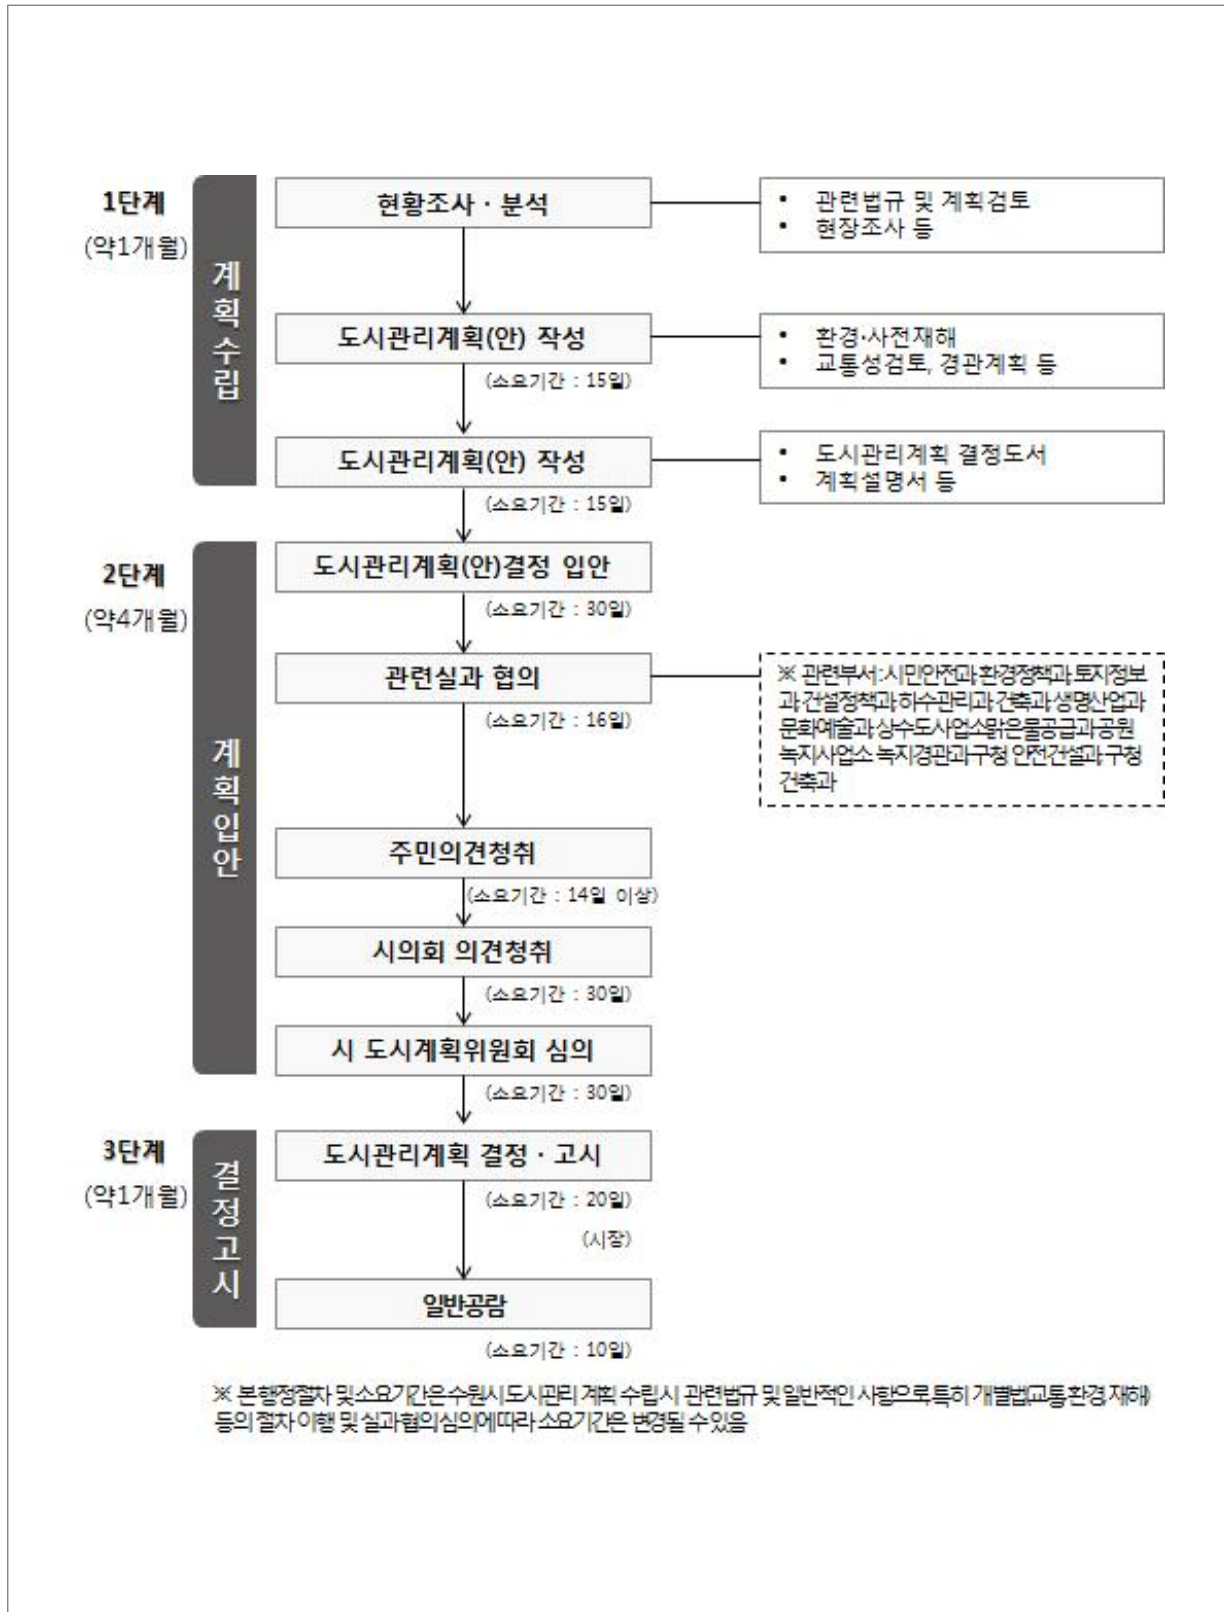 1단계
(약1개월)
계획수립
현황조사 · 분석
• 관련법규 및 계획검토
• 현장조사 등
도시관리계획(안) 작성
(소요기간 : 15일)
• 환경·사전재해
• 교통성검토, 경관계획 등
도시관리계획(안) 작성
(소요기간 : 15일)
• 도시관리계획 결정도서
• 계획설명서 등
2단계
(약4개월)
계획입안
도시관리계획(안)결정 입안
(소요기간 : 30일)
관련실과 협의
(소요기간 : 16일)
※ 관련부서 : 시민안전과, 환경정책과, 토지정보
과, 건설정책과, 하수관리과, 건축과, 생명산업과,
문화예술과, 상수도사업소 맑은물공급과, 공원
녹지사업소 녹지경관과, 구청 안전건설과, 구청
건축과
주민의견청취
(소요기간 : 14일 이상)
시의회 의견청취
(소요기간 : 30일)
시 도시계획위원회 심의
(소요기간 : 30일)
3단계
(약1개월)
결정고시
도시관리계획 결정 · 고시
(소요기간 : 20일)
(시장)
일반공람
(소요기간 : 10일)
※ 본 행정절차 및 소요기간은 수원시 도시관리 계획 수립시 관련법규 및 일반적인 사항으로, 특히 개별법(교통, 환경, 재해)
등의 절차 이행 및 실과 협의, 심의에 따라 소요기간은 변경될 수 있음